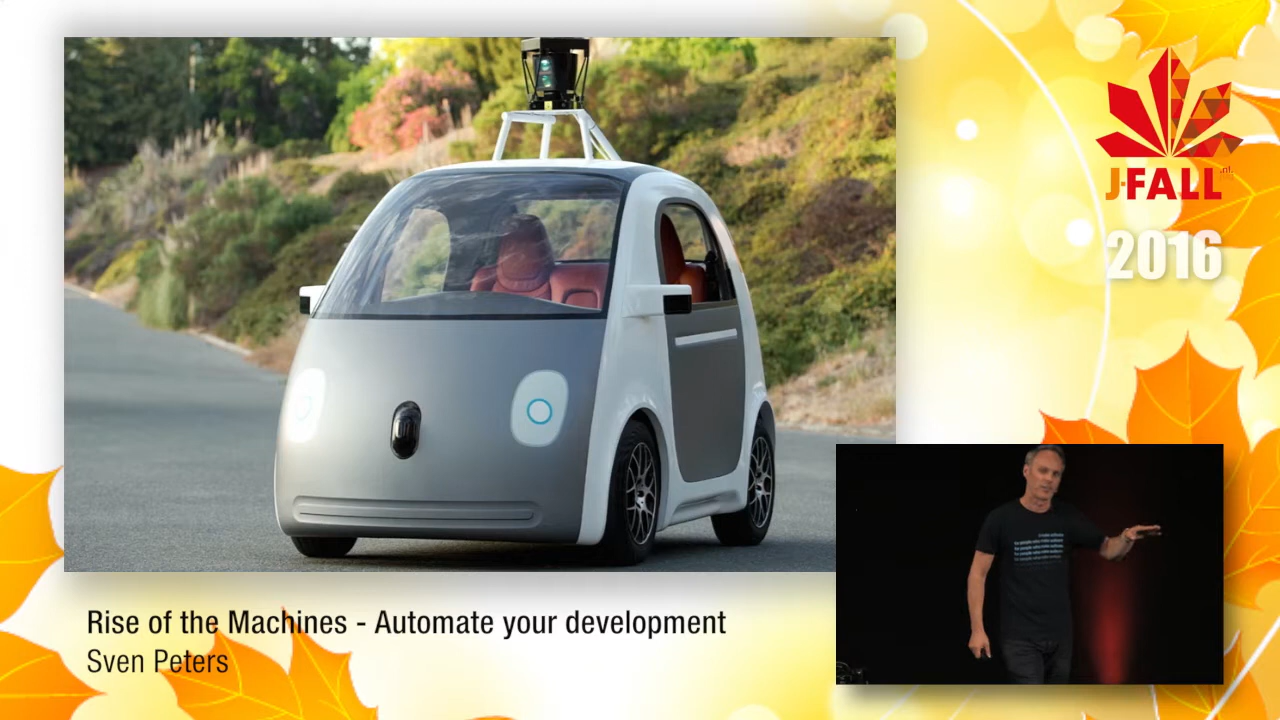 J-FALL
2016
Rise of the Machines - Automate your development
Sven Peters